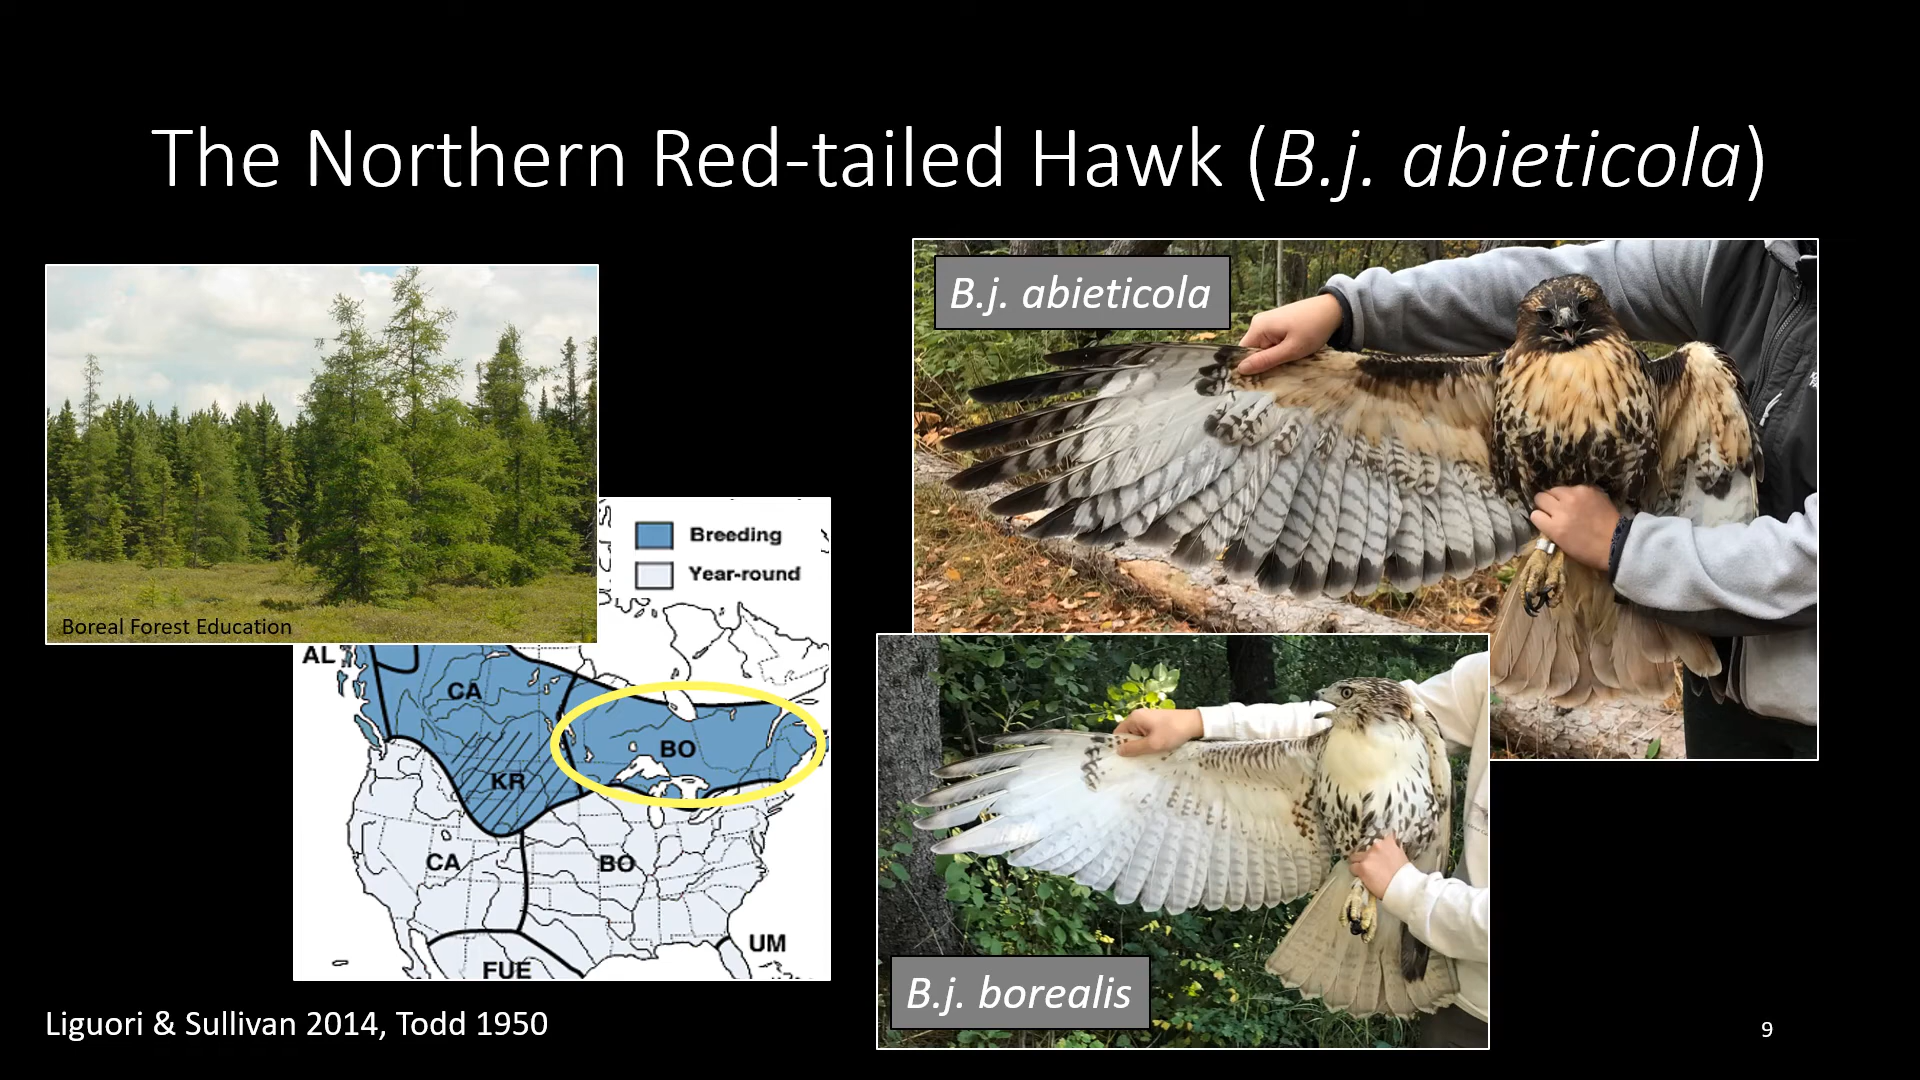 The Northern Red-tailed Hawk (B.j. abieticola)
Boreal Forest Education
Breeding
Year-round
AL
CA
BO
KR
CA
BO
UM
FUE
B.j. abieticola
B.j. borealis
Liguori & Sullivan 2014, Todd 1950
9